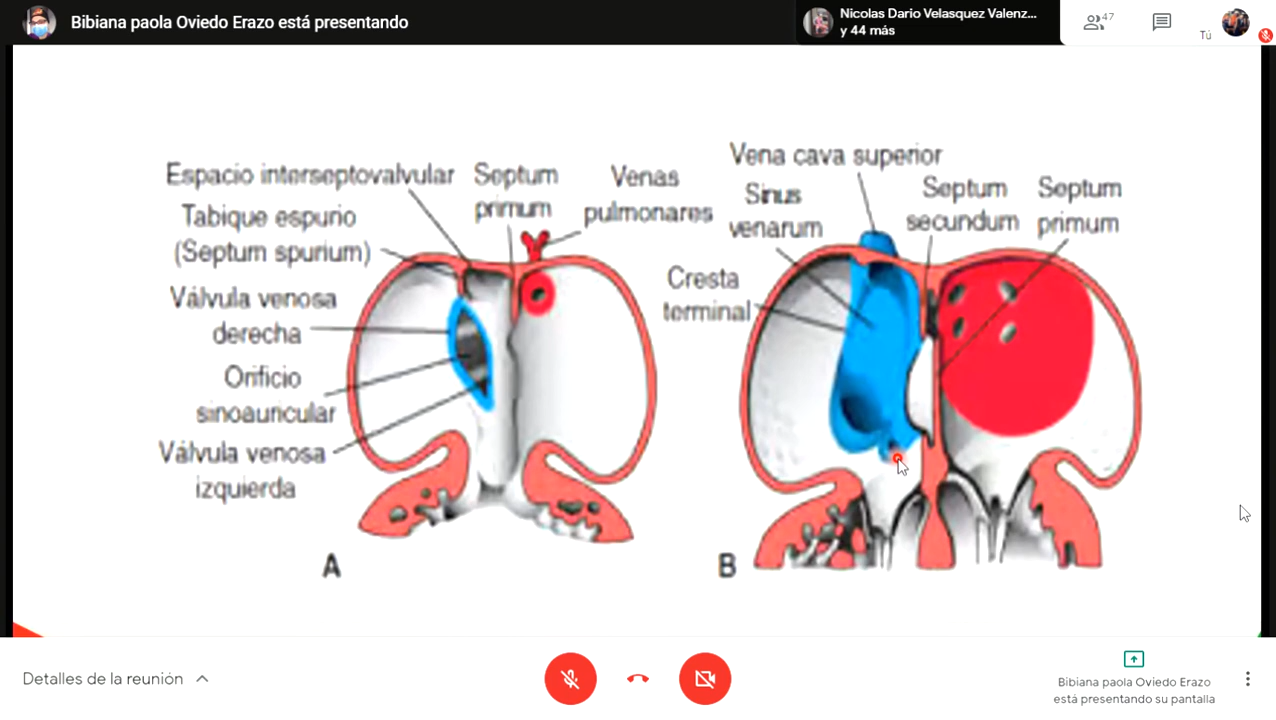 Bibiana paola Oviedo Erazo está presentando
Nicolas Dario Velasquez Valenz...
y 44 más
47
Tú
Espacio interseptovalvular
Septum
primum
Venas
pulmonares
Tabique espurio
(Septum spurium)
Válvula venosa
derecha
Orificio
sinoauricular
Válvula venosa
izquierda
A
Vena cava superior
Sinus
venarum
Septum
secundum
Septum
primum
Cresta
terminal
B
Detalles de la reunión
Bibiana paola Oviedo Erazo
está presentando su pantalla